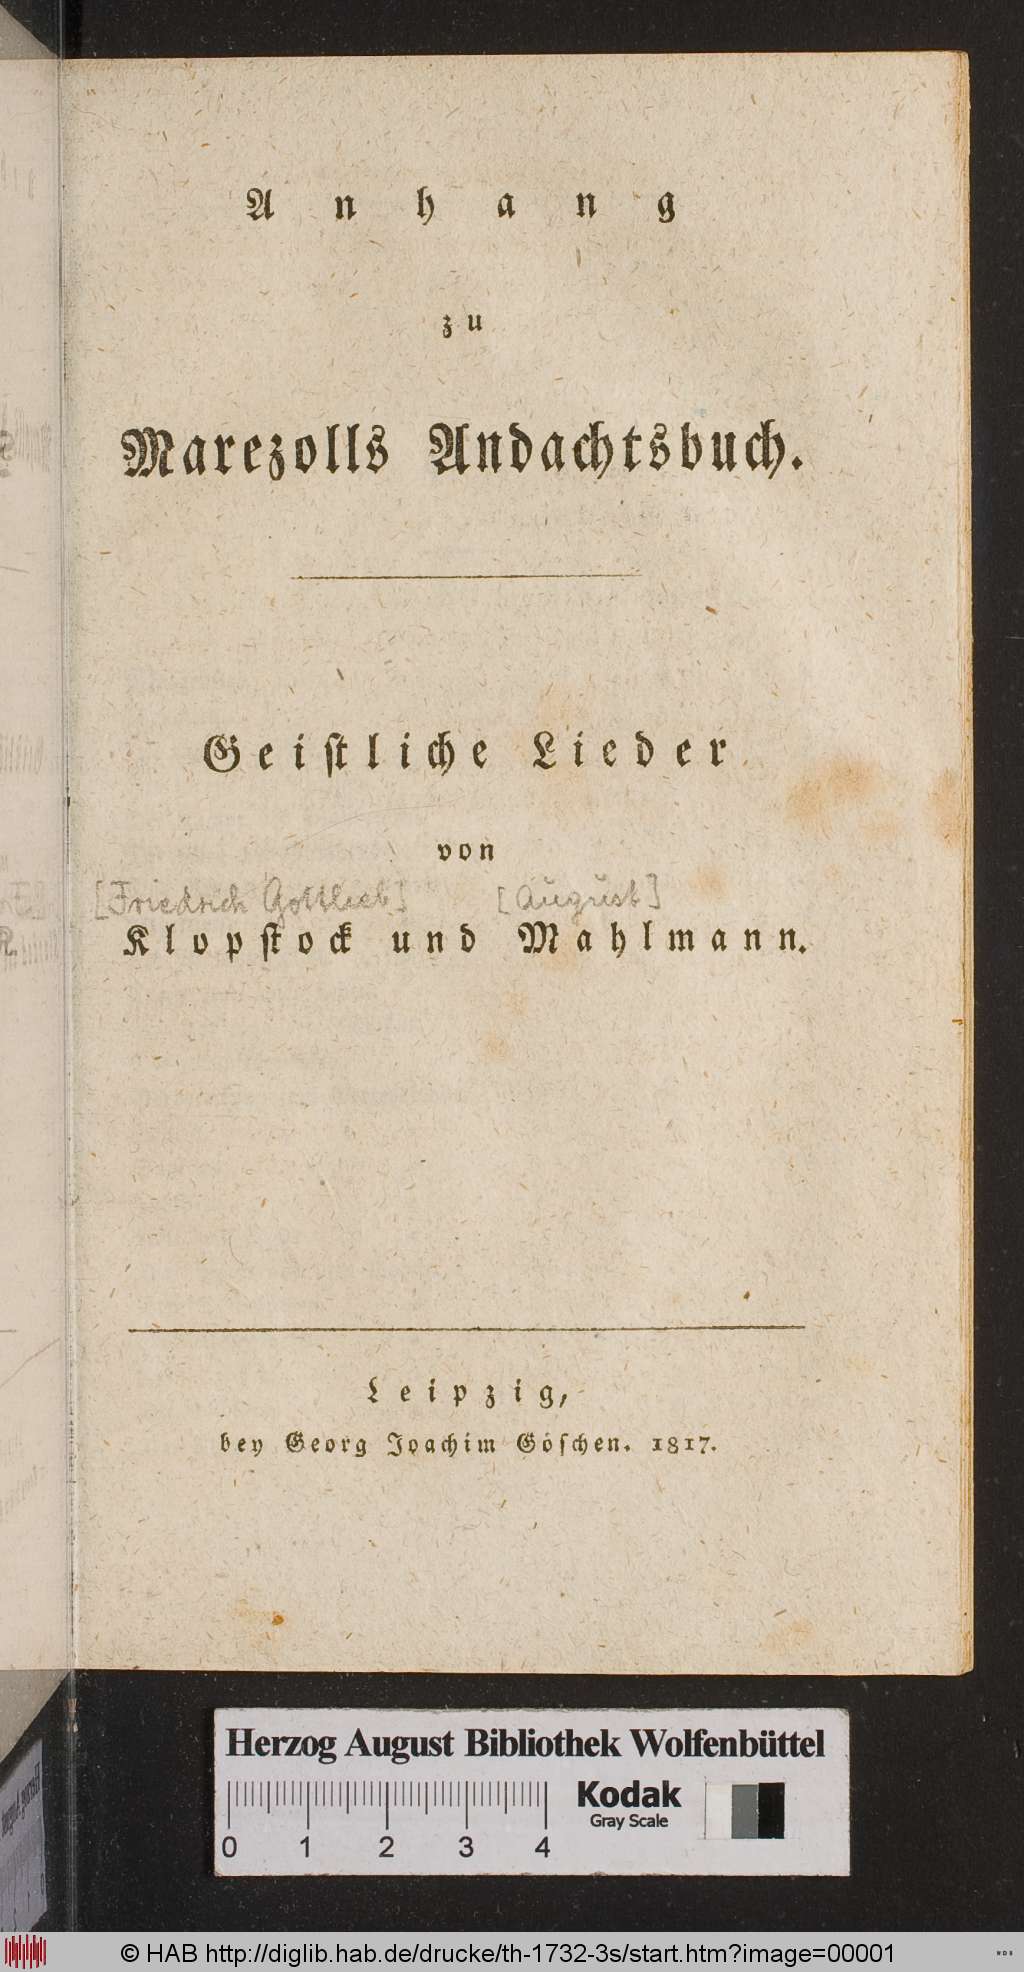 Anhang
zu
Marezolls Andachtsbuch.
Geiſtliche Lieder
von
[Friedrich Gottlieb] [August]
Klopſtock und Mahlmann.
Leipzig,
bey Georg Joachim Göſchen. 1817.
Herzog August Bibliothek Wolfenbüttel
Kodak
Gray Scale
0 1 2 3 4
© HAB http://diglib.hab.de/drucke/th-1732-3s/start.htm?image=00001